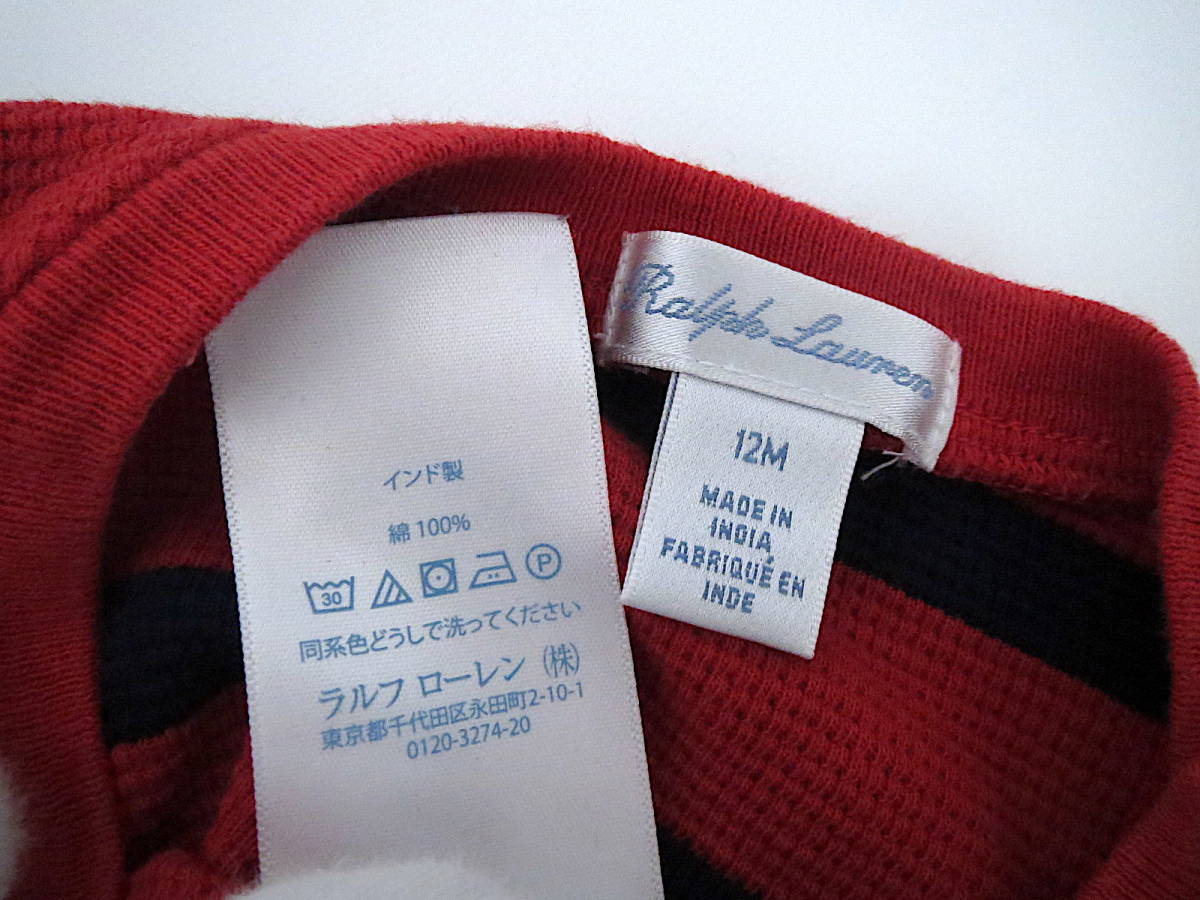 インド製
綿 100%
30 P
同系色どうしで洗ってください
ラルフ ローレン (株)
東京都千代田区永田町2-10-1
0120-3274-20
Ralph Lauren
12M
MADE IN
INDIA
FABRIQUÉ EN
INDE